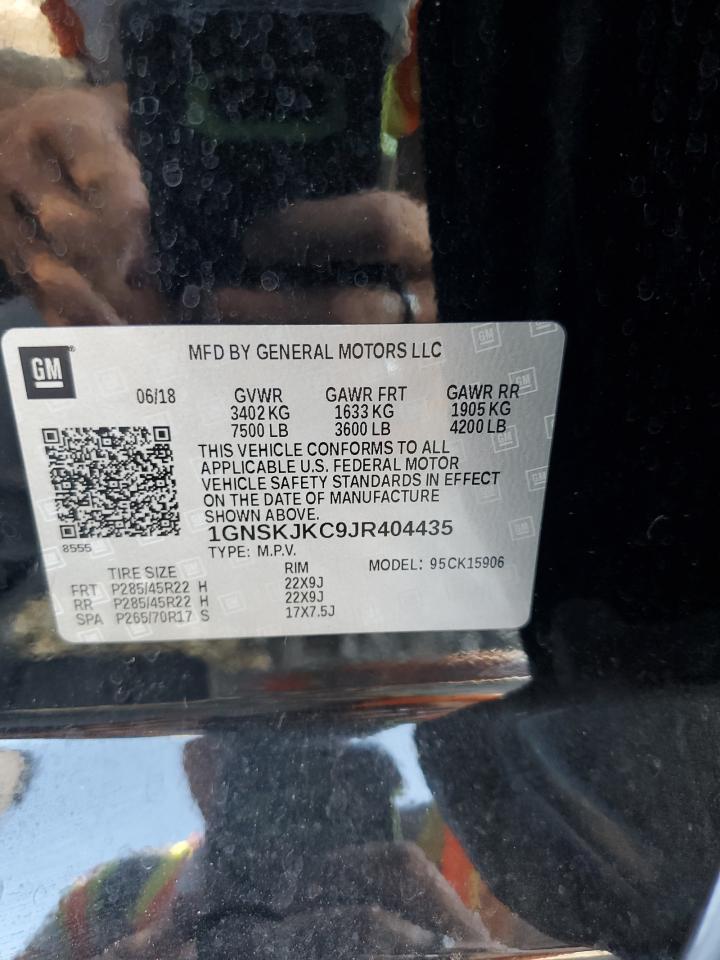 GM
MFD BY GENERAL MOTORS LLC
06/18 GVWR GAWR FRT GAWR RR
3402 KG 1633 KG 1905 KG
7500 LB 3600 LB 4200 LB
THIS VEHICLE CONFORMS TO ALL
APPLICABLE U.S. FEDERAL MOTOR
VEHICLE SAFETY STANDARDS IN EFFECT
ON THE DATE OF MANUFACTURE
SHOWN ABOVE.
8555
1GNSKJKC9JR404435
TYPE: M.P.V.
TIRE SIZE RIM MODEL: 95CK15906
FRT P285/45R22 H 22X9J
RR P285/45R22 H 22X9J
SPA P265/70R17 S 17X7.5J